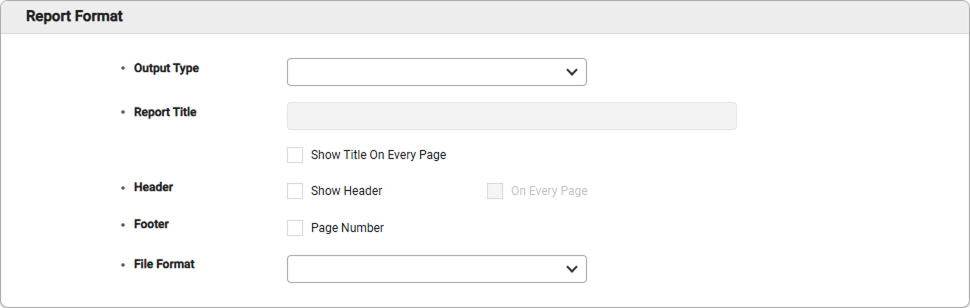 Report Format
Output Type
Report Title
Show Title On Every Page
Header Show Header On Every Page
Footer Page Number
File Format